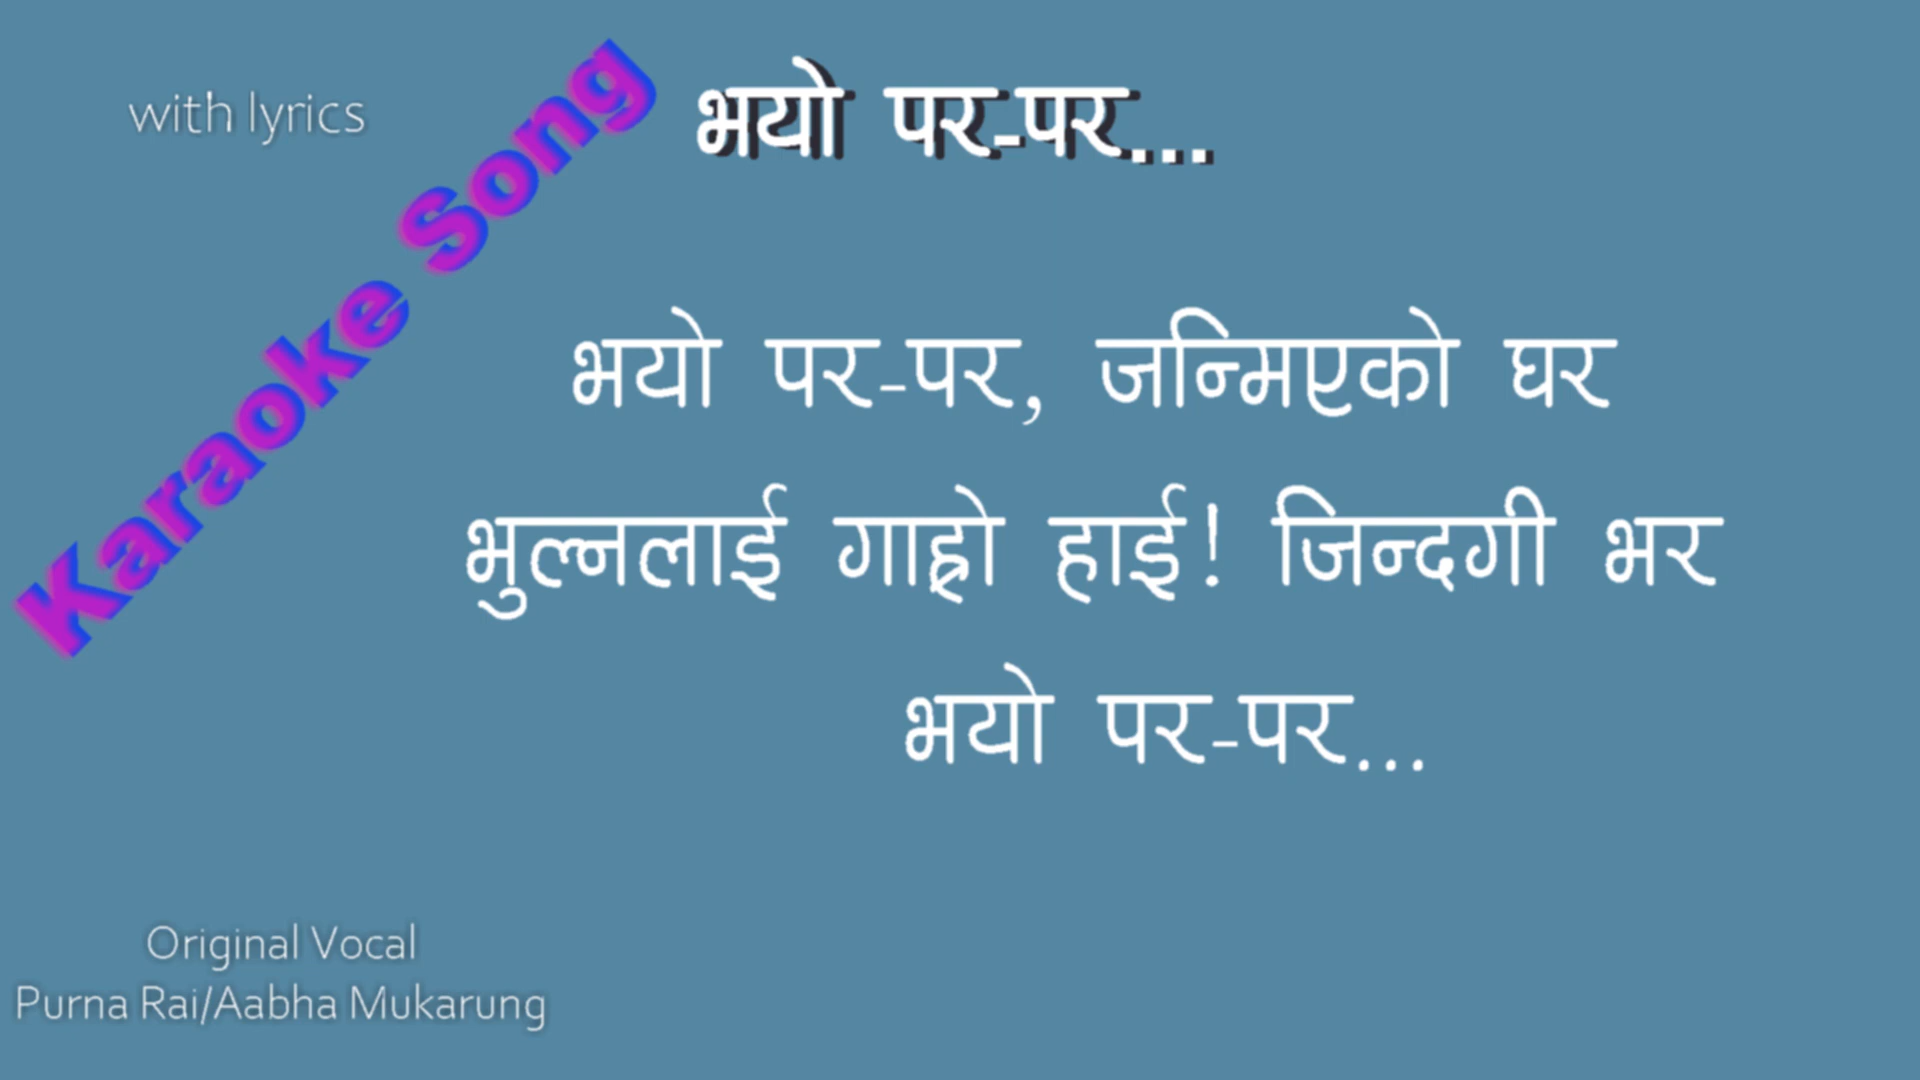 with lyrics
Karaoke Song
भयो पर-पर...
भयो पर-पर, जन्मिएको घर
भुल्नलाई गाह्रो हाई! जिन्दगी भर
भयो पर-पर...
Original Vocal
Purna Rai/Aabha Mukarung